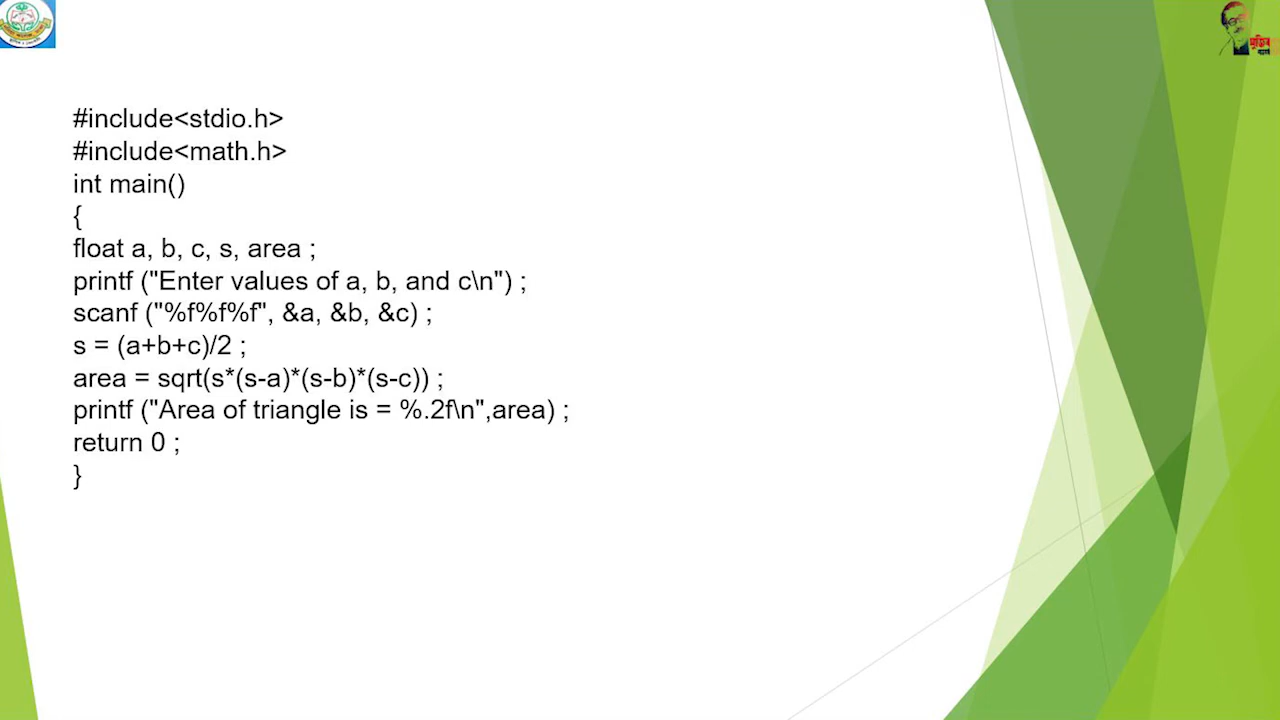 #include<stdio.h>
#include<math.h>
int main()
{
float a, b, c, s, area ;
printf ("Enter values of a, b, and c\n") ;
scanf ("%f%f%f", &a, &b, &c) ;
s = (a+b+c)/2 ;
area = sqrt(s*(s-a)*(s-b)*(s-c)) ;
printf ("Area of triangle is = %.2f\n",area) ;
return 0 ;
}